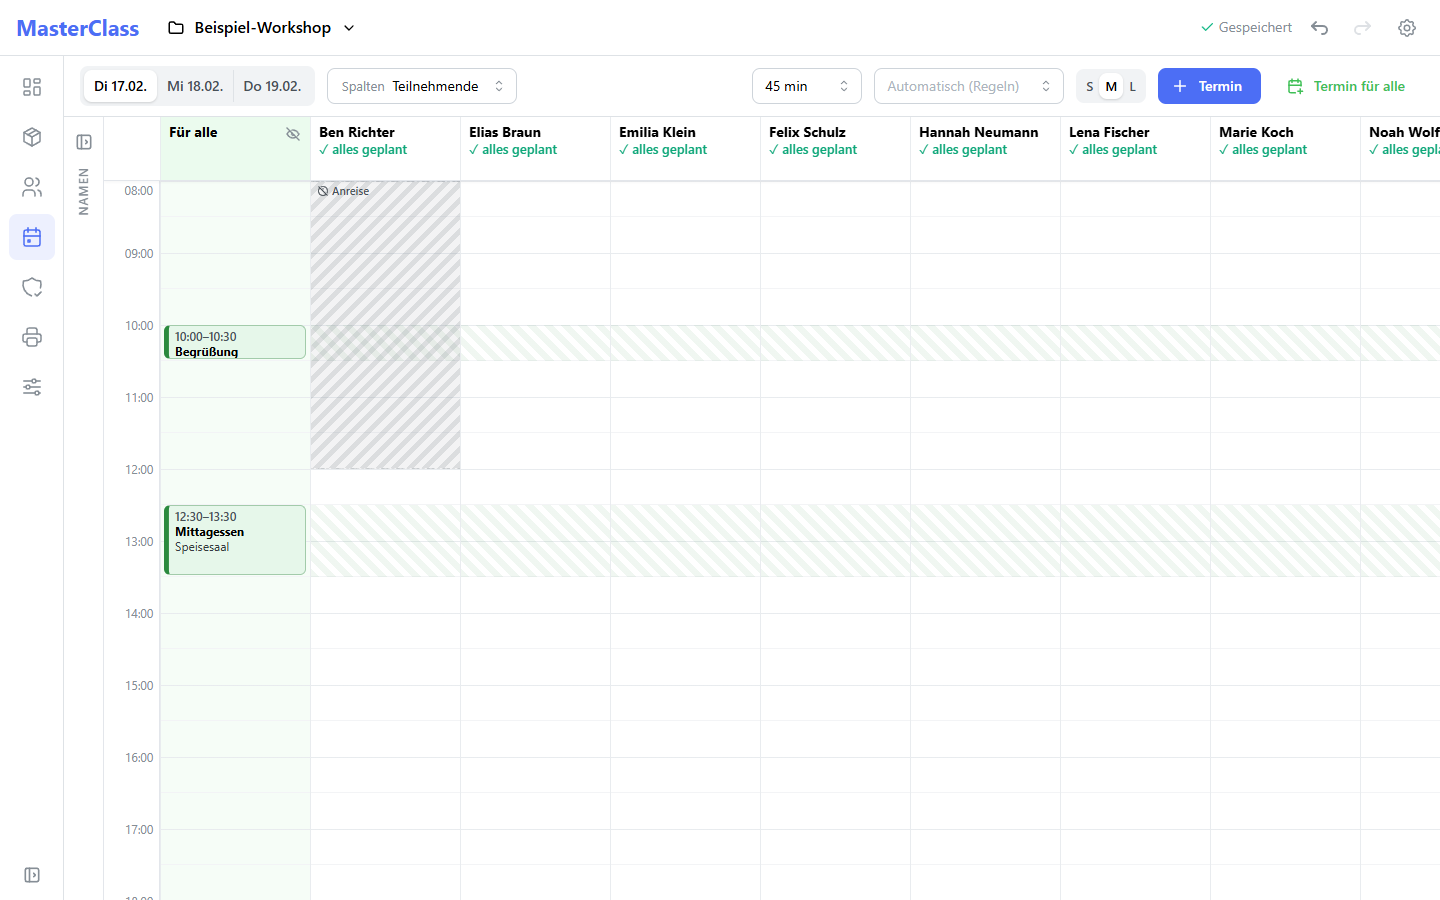 MasterClass
Beispiel-Workshop
Gespeichert
Di 17.02.
Mi 18.02.
Do 19.02.
Spalten Teilnehmende
45 min
Automatisch (Regeln)
S M L
Termin
Termin für alle
NAMEN
Für alle
Ben Richter
✓ alles geplant
Elias Braun
✓ alles geplant
Emilia Klein
✓ alles geplant
Felix Schulz
✓ alles geplant
Hannah Neumann
✓ alles geplant
Lena Fischer
✓ alles geplant
Marie Koch
✓ alles geplant
Noah Wolf
✓ alles
08:00
Anreise
09:00
10:00
10:00–10:30
Begrüßung
11:00
12:00
12:30–13:30
Mittagessen
Speisesaal
13:00
14:00
15:00
16:00
17:00